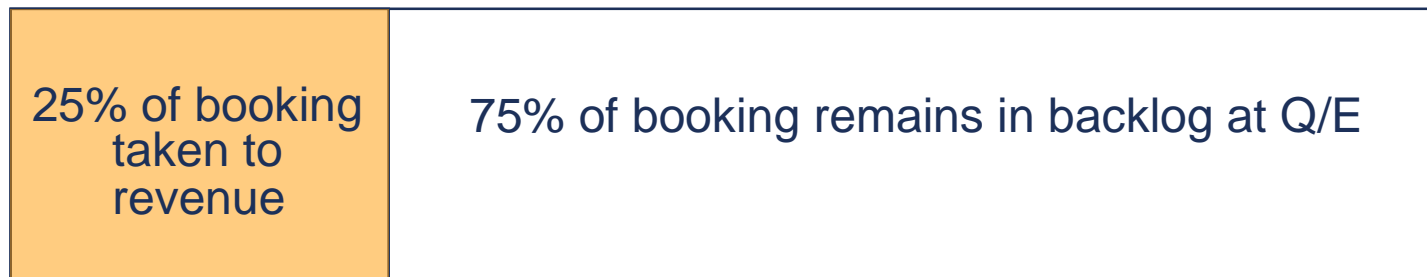 25% of booking
taken to
revenue
75% of booking remains in backlog at Q/E